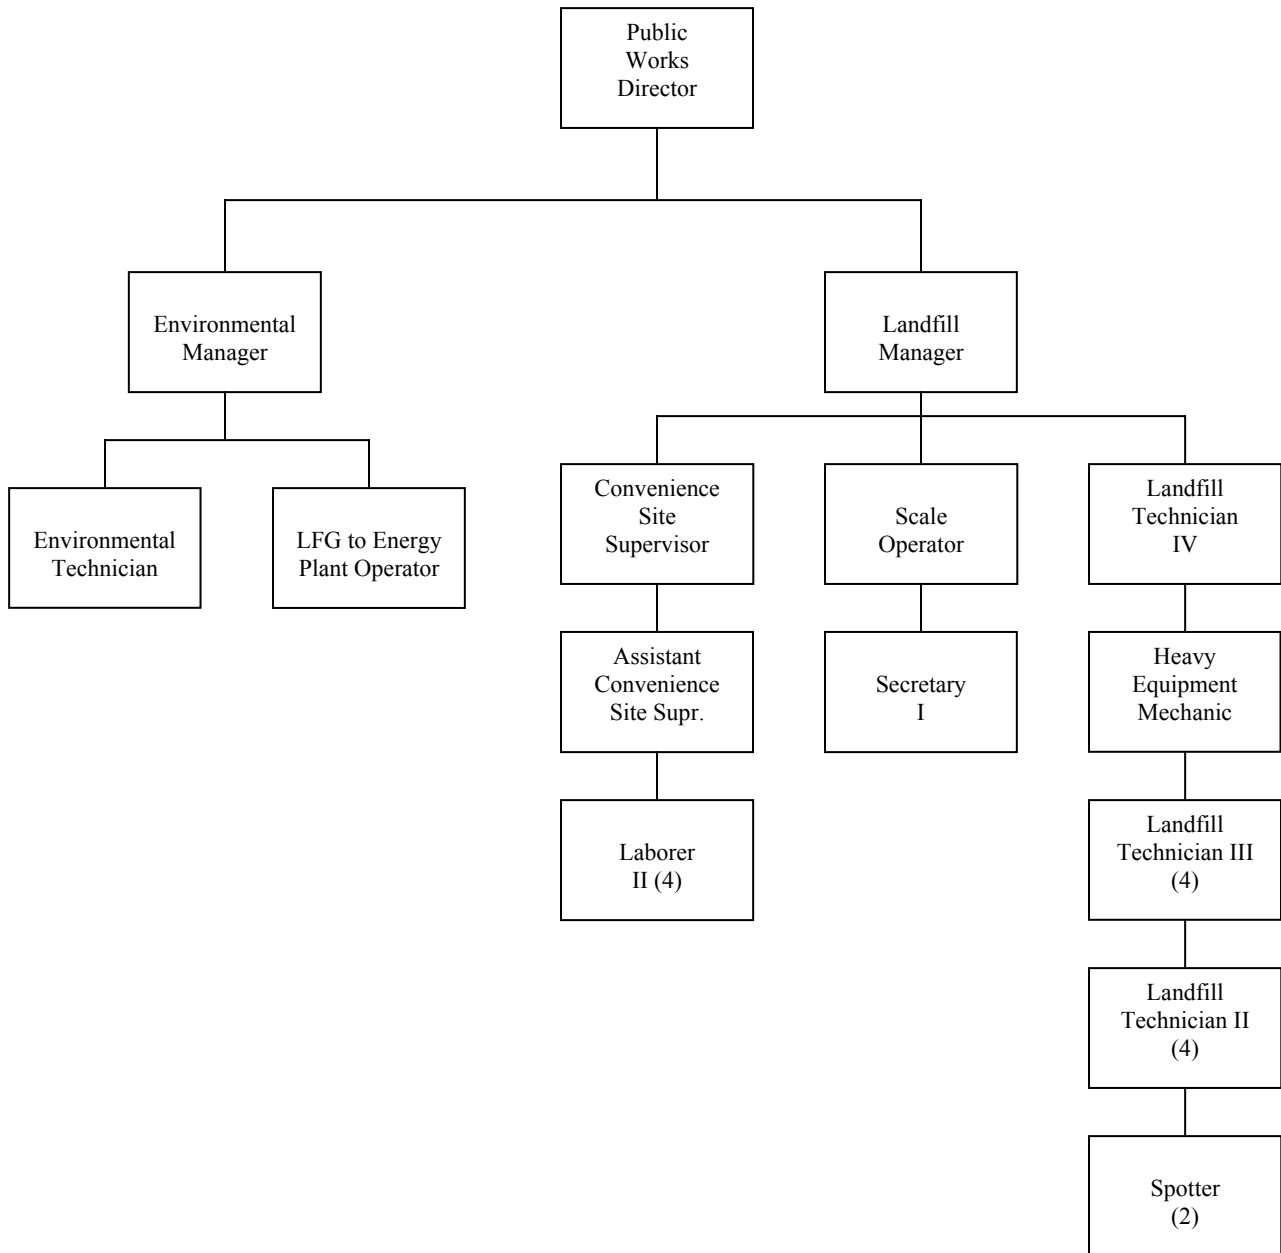 Public
Works
Director
Environmental
Manager
Landfill
Manager
Environmental
Technician
LFG to Energy
Plant Operator
Convenience
Site
Supervisor
Scale
Operator
Landfill
Technician
IV
Assistant
Convenience
Site Supr.
Secretary
I
Heavy
Equipment
Mechanic
Laborer
II (4)
Landfill
Technician III
(4)
Landfill
Technician II
(4)
Spotter
(2)